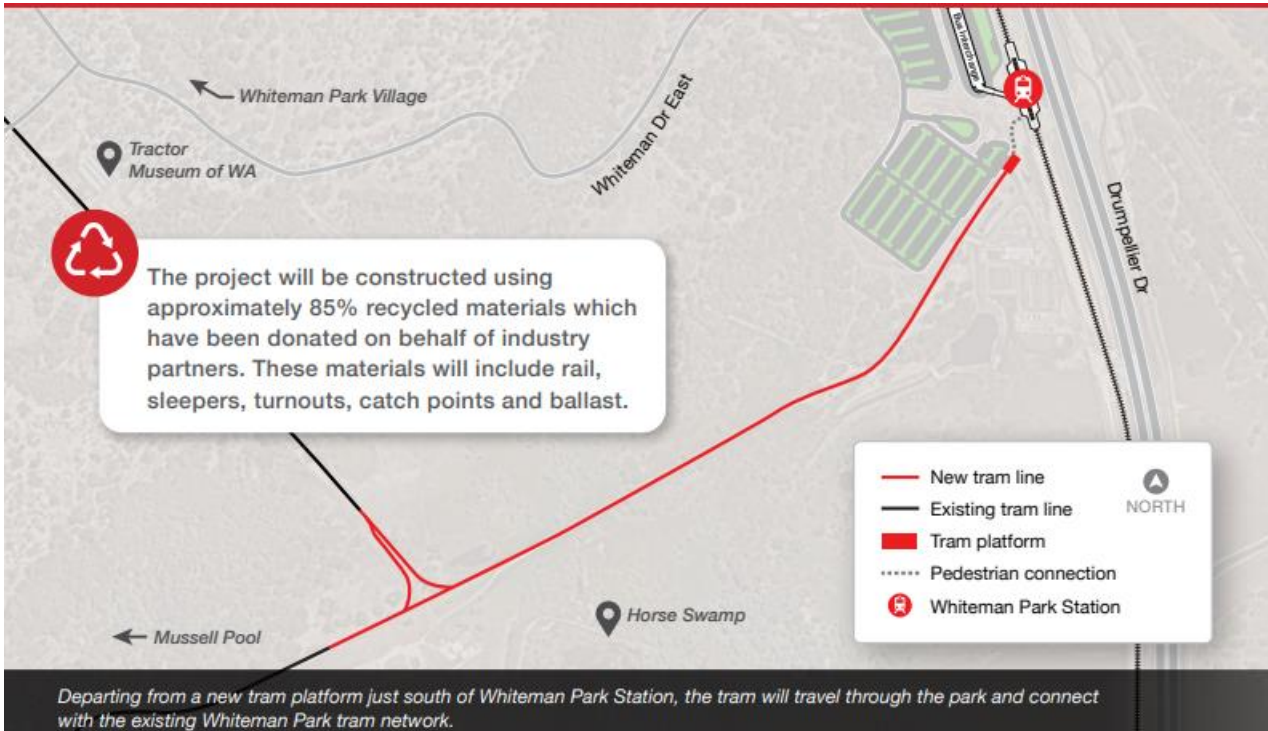 Bus Interchange
Whiteman Park Village
Whiteman Dr East
Tractor
Museum of WA
Drumpellier Dr
The project will be constructed using
approximately 85% recycled materials which
have been donated on behalf of industry
partners. These materials will include rail,
sleepers, turnouts, catch points and ballast.
New tram line
NORTH
Existing tram line
Tram platform
Pedestrian connection
Whiteman Park Station
Horse Swamp
Mussell Pool
Departing from a new tram platform just south of Whiteman Park Station, the tram will travel through the park and connect
with the existing Whiteman Park tram network.